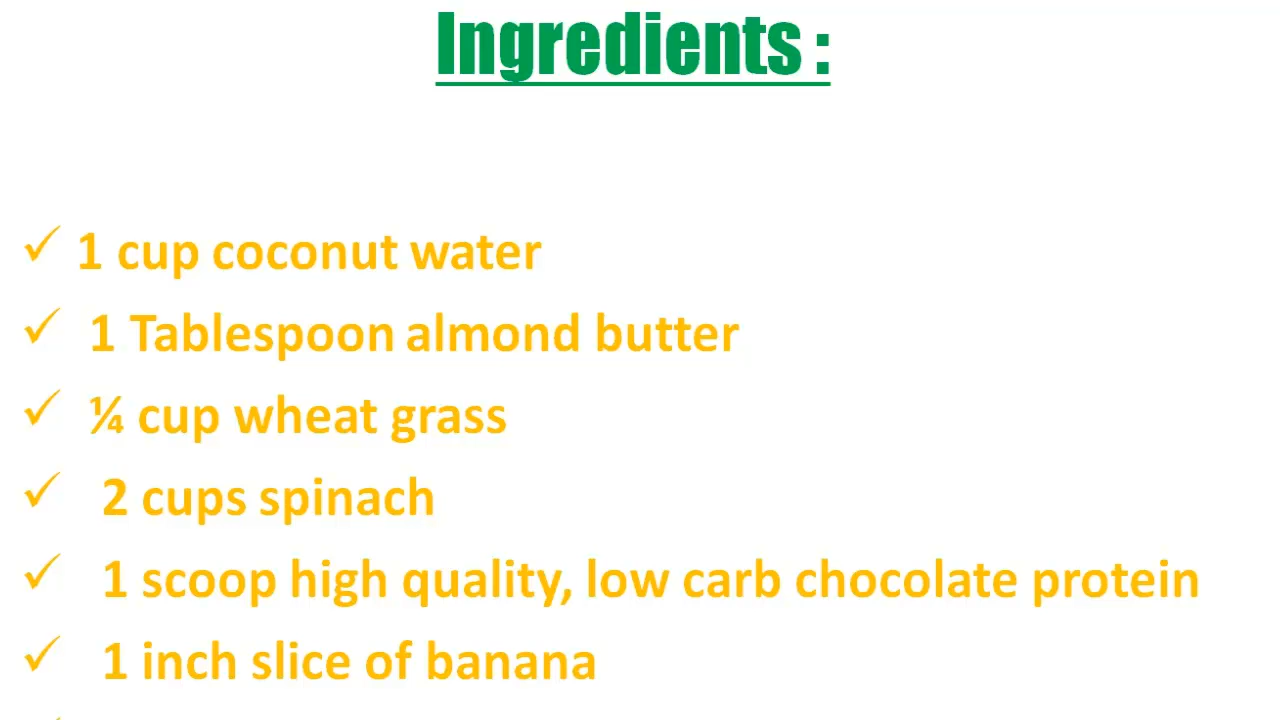 Ingredients :
✓ 1 cup coconut water
✓ 1 Tablespoon almond butter
✓ ¼ cup wheat grass
✓ 2 cups spinach
✓ 1 scoop high quality, low carb chocolate protein
✓ 1 inch slice of banana